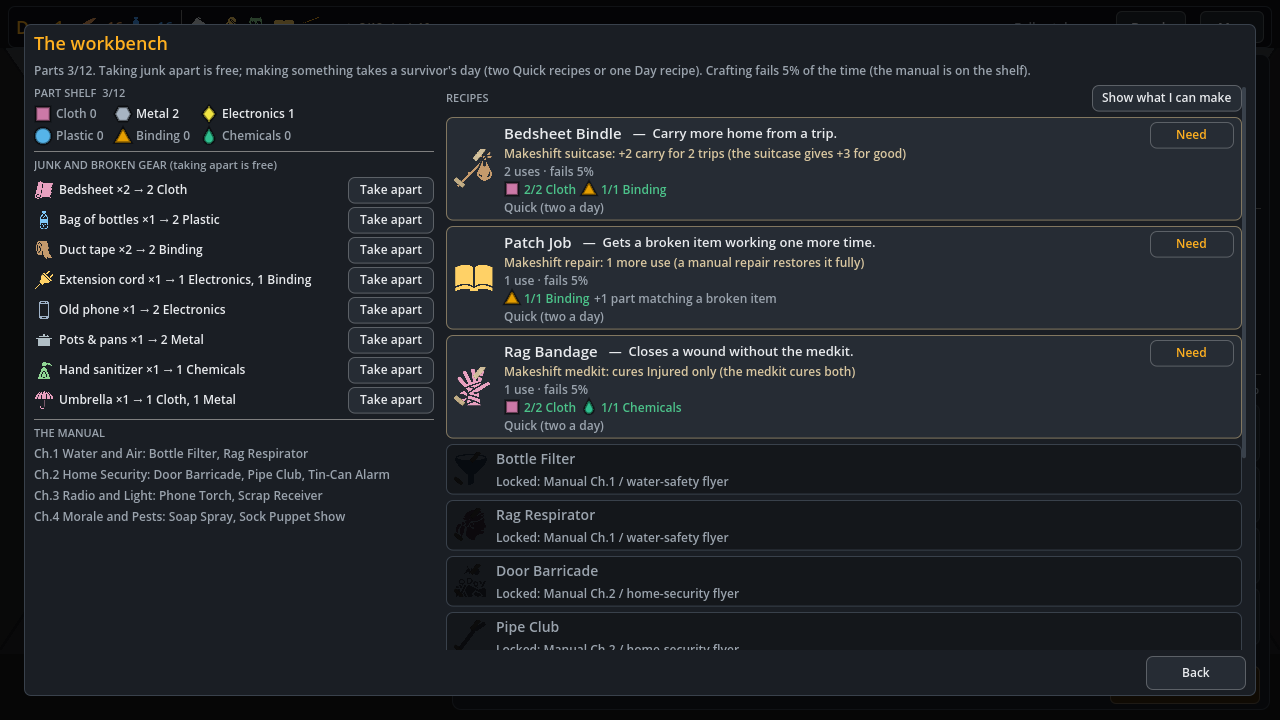 The workbench
Parts 3/12. Taking junk apart is free; making something takes a survivor's day (two Quick recipes or one Day recipe). Crafting fails 5% of the time (the manual is on the shelf).
PART SHELF 3/12
Cloth 0 Metal 2 Electronics 1
Plastic 0 Binding 0 Chemicals 0
JUNK AND BROKEN GEAR (taking apart is free)
Bedsheet ×2 → 2 Cloth Take apart
Bag of bottles ×1 → 2 Plastic Take apart
Duct tape ×2 → 2 Binding Take apart
Extension cord ×1 → 1 Electronics, 1 Binding Take apart
Old phone ×1 → 2 Electronics Take apart
Pots & pans ×1 → 2 Metal Take apart
Hand sanitizer ×1 → 1 Chemicals Take apart
Umbrella ×1 → 1 Cloth, 1 Metal Take apart
THE MANUAL
Ch.1 Water and Air: Bottle Filter, Rag Respirator
Ch.2 Home Security: Door Barricade, Pipe Club, Tin-Can Alarm
Ch.3 Radio and Light: Phone Torch, Scrap Receiver
Ch.4 Morale and Pests: Soap Spray, Sock Puppet Show
RECIPES
Show what I can make
Bedsheet Bindle — Carry more home from a trip. Need
Makeshift suitcase: +2 carry for 2 trips (the suitcase gives +3 for good)
2 uses · fails 5%
2/2 Cloth 1/1 Binding
Quick (two a day)
Patch Job — Gets a broken item working one more time. Need
Makeshift repair: 1 more use (a manual repair restores it fully)
1 use · fails 5%
1/1 Binding +1 part matching a broken item
Quick (two a day)
Rag Bandage — Closes a wound without the medkit. Need
Makeshift medkit: cures Injured only (the medkit cures both)
1 use · fails 5%
2/2 Cloth 1/1 Chemicals
Quick (two a day)
Bottle Filter
Locked: Manual Ch.1 / water-safety flyer
Rag Respirator
Locked: Manual Ch.1 / water-safety flyer
Door Barricade
Locked: Manual Ch.2 / home-security flyer
Pipe Club
Locked: Manual Ch.2 / home-security flyer
Back